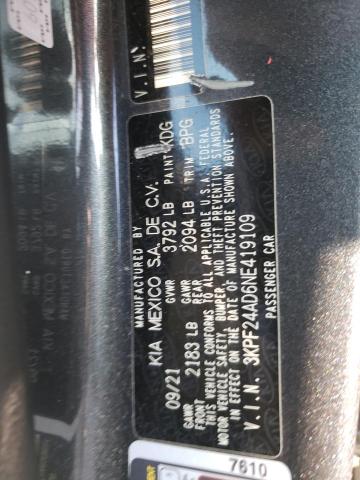 MANUFACTURED BY
KIA MEXICO S.A. DE C.V.
09/21 GVWR 3792 LB PAINT KDG
GAWR FRONT 2183 LB GAWR REAR 2094 LB TRIM BPG
THIS VEHICLE CONFORMS TO ALL APPLICABLE U.S.A. FEDERAL
MOTOR VEHICLE SAFETY, BUMPER, AND THEFT PREVENTION STANDARDS
IN EFFECT ON THE DATE OF MANUFACTURE SHOWN ABOVE.
V.I.N. 3KPF24AD6NE419109
PASSENGER CAR
V.I.N
7610